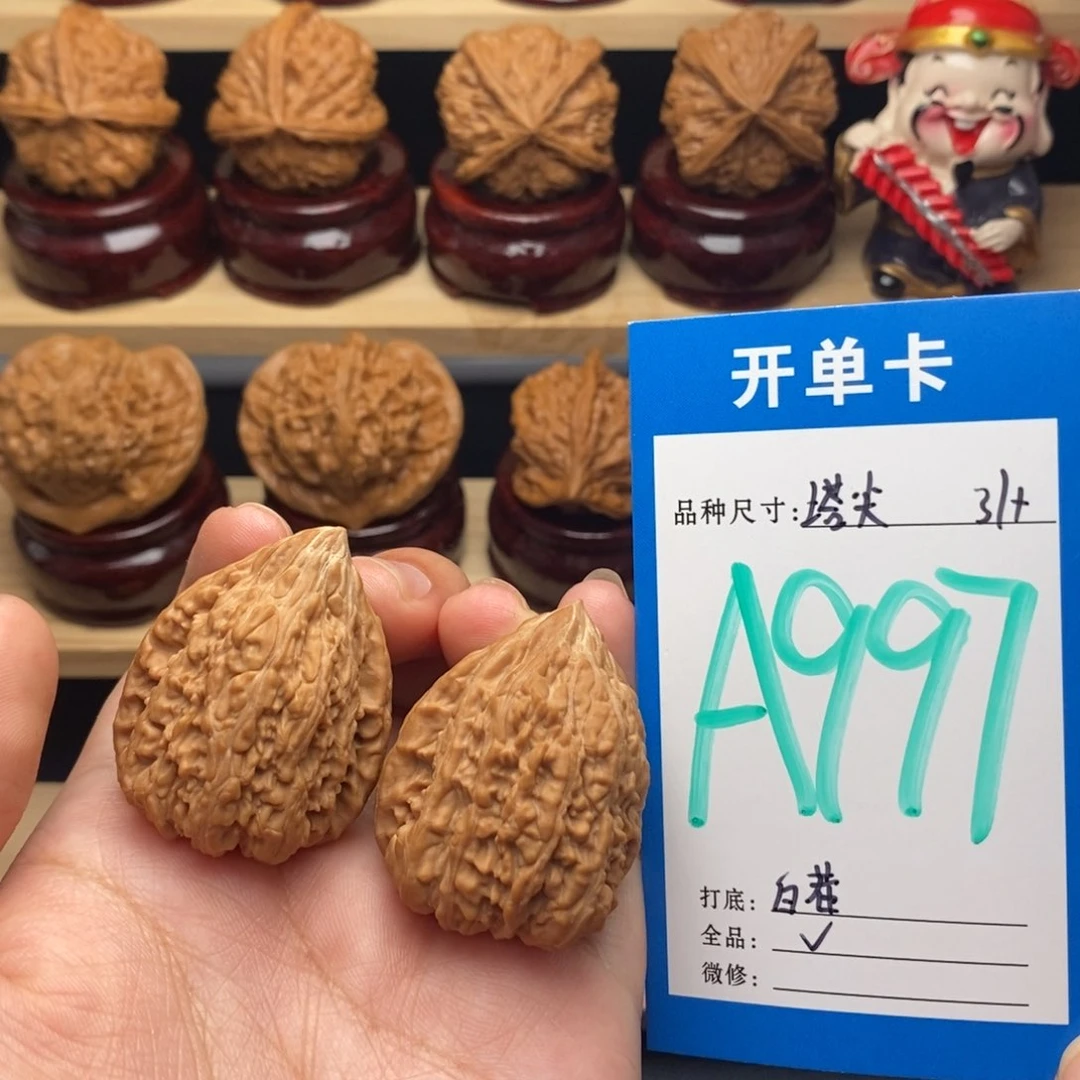 开单卡
品种尺寸:塔尖 31+
A997
打底:白茬
全品:✓
微修: